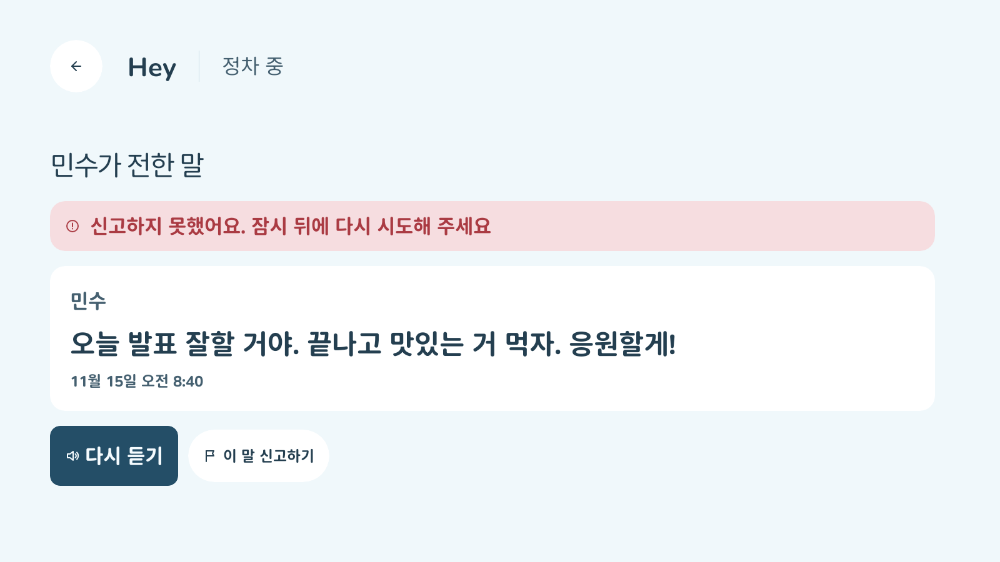 Hey
정차 중
민수가 전한 말
신고하지 못했어요. 잠시 뒤에 다시 시도해 주세요
민수
오늘 발표 잘할 거야. 끝나고 맛있는 거 먹자. 응원할게!
11월 15일 오전 8:40
다시 듣기
이 말 신고하기